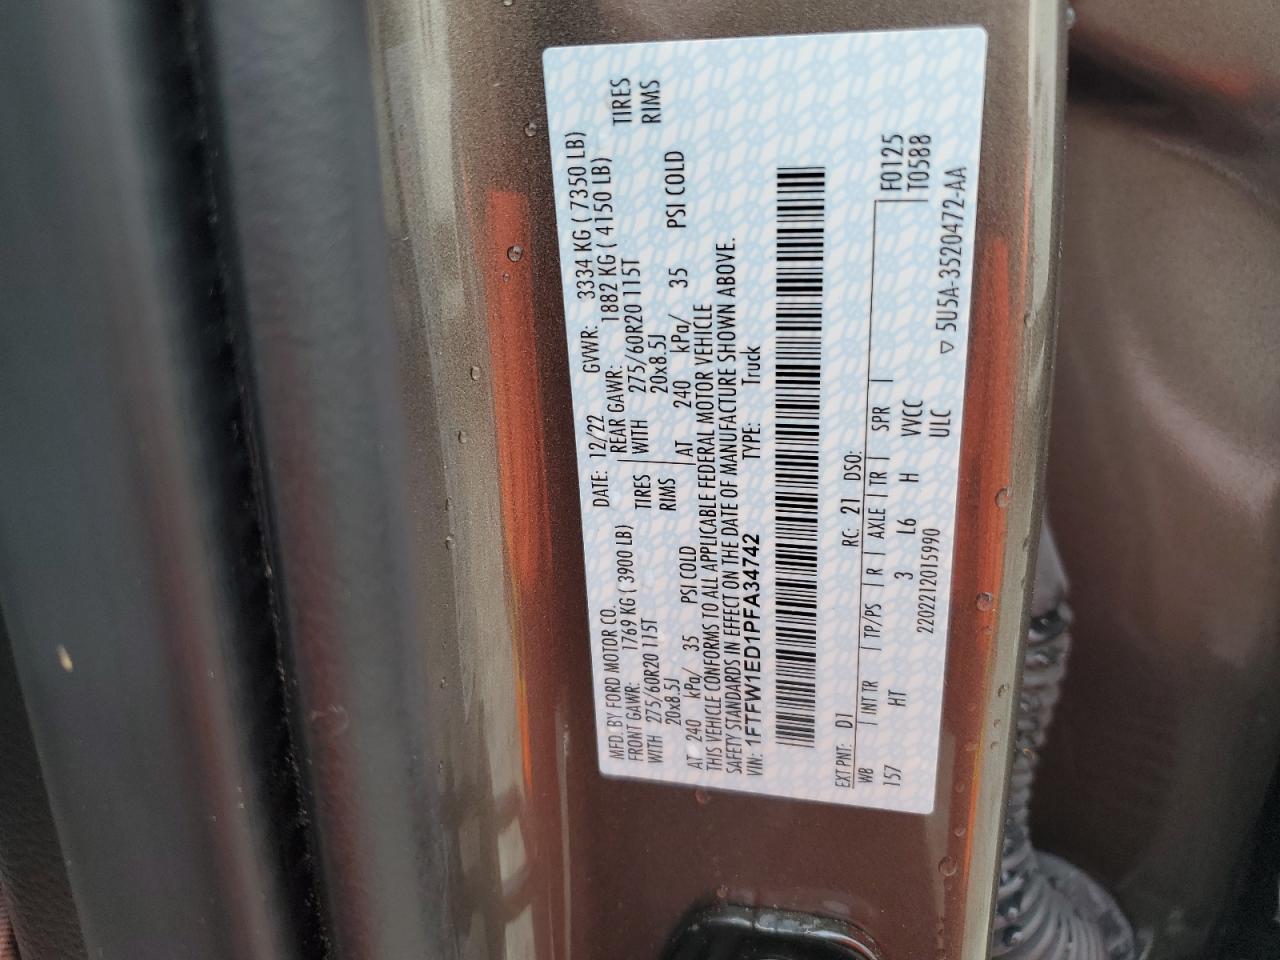 MFD. BY FORD MOTOR CO.
DATE: 12/22 GVWR: 3334 KG ( 7350 LB)
FRONT GAWR: 1769 KG ( 3900 LB) REAR GAWR: 1882 KG ( 4150 LB)
WITH 275/60R20 115T TIRES WITH 275/60R20 115T TIRES
20x8.5J RIMS 20x8.5J RIMS
AT 240 kPa/ 35 PSI COLD AT 240 kPa/ 35 PSI COLD
THIS VEHICLE CONFORMS TO ALL APPLICABLE FEDERAL MOTOR VEHICLE
SAFETY STANDARDS IN EFFECT ON THE DATE OF MANUFACTURE SHOWN ABOVE.
VIN: 1FTFW1ED1PFA34742 TYPE: Truck
EXT PNT: D1 RC: 21 DSO: F0125
WB INT TR TP/PS R AXLE TR SPR T0588
157 HT 3 L6 H VVCC
ULC
2202212015990 ▽ 5U5A-3520472-AA